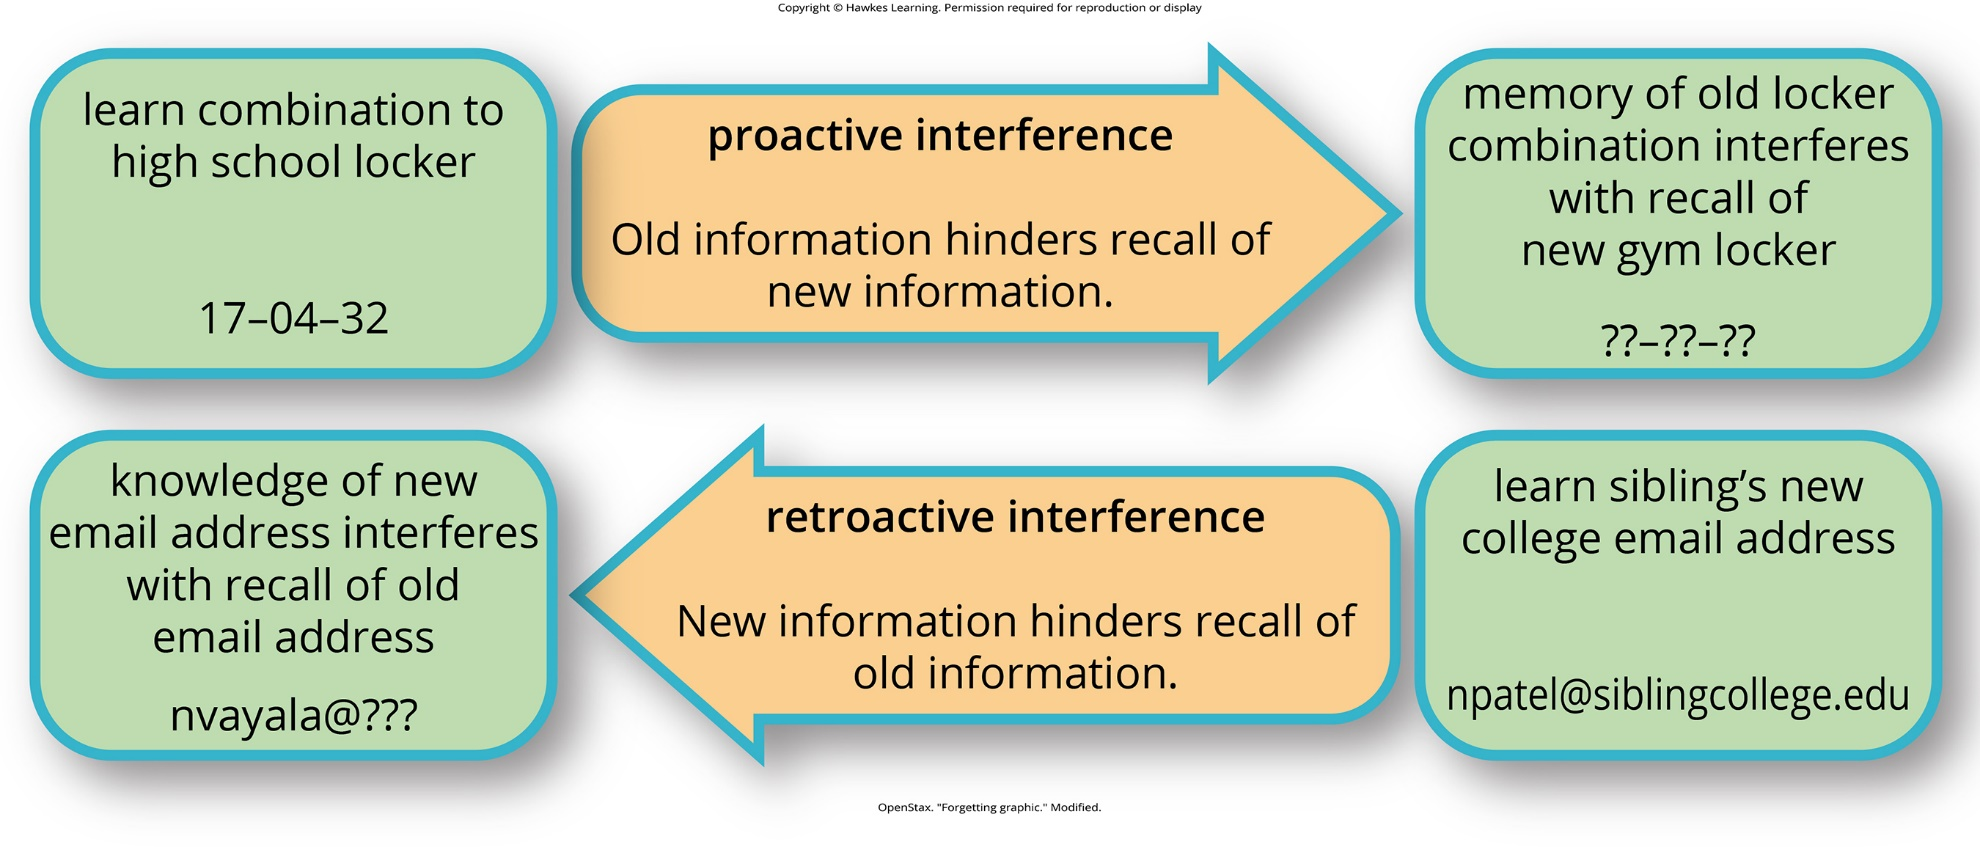 Copyright © Hawkes Learning. Permission required for reproduction or display
learn combination to
high school locker
17–04–32
proactive interference
Old information hinders recall of
new information.
memory of old locker
combination interferes
with recall of
new gym locker
??–??–??
knowledge of new
email address interferes
with recall of old
email address
nvayala@???
retroactive interference
New information hinders recall of
old information.
learn sibling’s new
college email address
npatel@siblingcollege.edu
OpenStax. "Forgetting graphic." Modified.